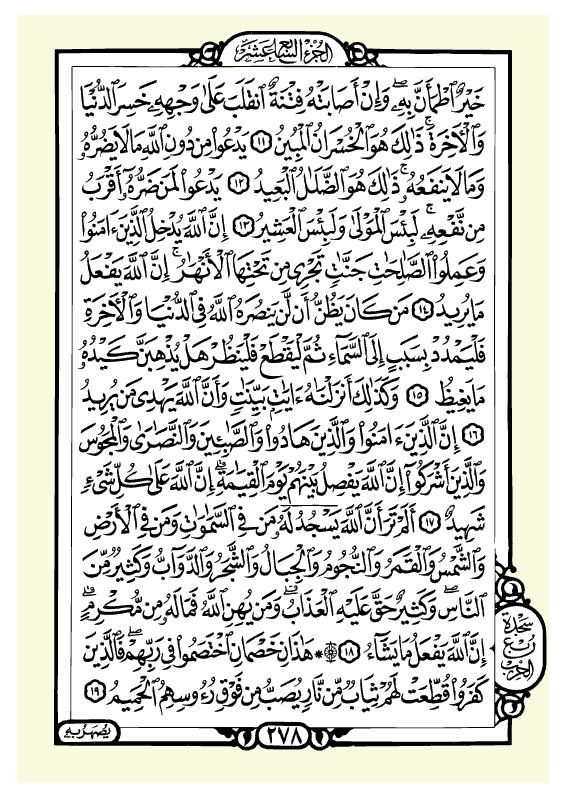 الجزء السابع عشر
خَيْرٌ ٱطْمَأَنَّ بِهِۦ وَإِنْ أَصَابَتْهُ فِتْنَةٌ ٱنقَلَبَ عَلَىٰ وَجْهِهِۦ خَسِرَ ٱلدُّنْيَا
وَٱلْأٓخِرَةَ ۚ ذَٰلِكَ هُوَ ٱلْخُسْرَانُ ٱلْمُبِينُ ١١ يَدْعُوا۟ مِن دُونِ ٱللَّهِ مَا لَا يَضُرُّهُۥ
وَمَا لَا يَنفَعُهُۥ ۚ ذَٰلِكَ هُوَ ٱلضَّلَٰلُ ٱلْبَعِيدُ ١٢ يَدْعُوا۟ لَمَن ضَرُّهُۥٓ أَقْرَبُ
مِن نَّفْعِهِۦ ۚ لَبِئْسَ ٱلْمَوْلَىٰ وَلَبِئْسَ ٱلْعَشِيرُ ١٣ إِنَّ ٱللَّهَ يُدْخِلُ ٱلَّذِينَ ءَامَنُوا۟
وَعَمِلُوا۟ ٱلصَّٰلِحَٰتِ جَنَّٰتٍ تَجْرِى مِن تَحْتِهَا ٱلْأَنْهَٰرُ ۚ إِنَّ ٱللَّهَ يَفْعَلُ
مَا يُرِيدُ ١٤ مَن كَانَ يَظُنُّ أَن لَّن يَنصُرَهُ ٱللَّهُ فِى ٱلدُّنْيَا وَٱلْأٓخِرَةِ
فَلْيَمْدُدْ بِسَبَبٍ إِلَى ٱلسَّمَآءِ ثُمَّ لْيَقْطَعْ فَلْيَنظُرْ هَلْ يُذْهِبَنَّ كَيْدُهُۥ
مَا يَغِيظُ ١٥ وَكَذَٰلِكَ أَنزَلْنَٰهُ ءَايَٰتٍۭ بَيِّنَٰتٍ وَأَنَّ ٱللَّهَ يَهْدِى مَن يُرِيدُ
١٦ إِنَّ ٱلَّذِينَ ءَامَنُوا۟ وَٱلَّذِينَ هَادُوا۟ وَٱلصَّٰبِـِٔينَ وَٱلنَّصَٰرَىٰ وَٱلْمَجُوسَ
وَٱلَّذِينَ أَشْرَكُوٓا۟ إِنَّ ٱللَّهَ يَفْصِلُ بَيْنَهُمْ يَوْمَ ٱلْقِيَٰمَةِ ۚ إِنَّ ٱللَّهَ عَلَىٰ كُلِّ شَىْءٍ
شَهِيدٌ ١٧ أَلَمْ تَرَ أَنَّ ٱللَّهَ يَسْجُدُ لَهُۥ مَن فِى ٱلسَّمَٰوَٰتِ وَمَن فِى ٱلْأَرْضِ
وَٱلشَّمْسُ وَٱلْقَمَرُ وَٱلنُّجُومُ وَٱلْجِبَالُ وَٱلشَّجَرُ وَٱلدَّوَآبُّ وَكَثِيرٌ مِّنَ
ٱلنَّاسِ ۖ وَكَثِيرٌ حَقَّ عَلَيْهِ ٱلْعَذَابُ ۗ وَمَن يُهِنِ ٱللَّهُ فَمَا لَهُۥ مِن مُّكْرِمٍ ۚ
إِنَّ ٱللَّهَ يَفْعَلُ مَا يَشَآءُ ۩ ١٨ ۞ هَٰذَانِ خَصْمَانِ ٱخْتَصَمُوا۟ فِى رَبِّهِمْ ۖ فَٱلَّذِينَ
كَفَرُوا۟ قُطِّعَتْ لَهُمْ ثِيَابٌ مِّن نَّارٍ يُصَبُّ مِن فَوْقِ رُءُوسِهِمُ ٱلْحَمِيمُ ١٩
سجدة
ربع
الحزب
٢٧٨
يُصْهَرُ بِهِ